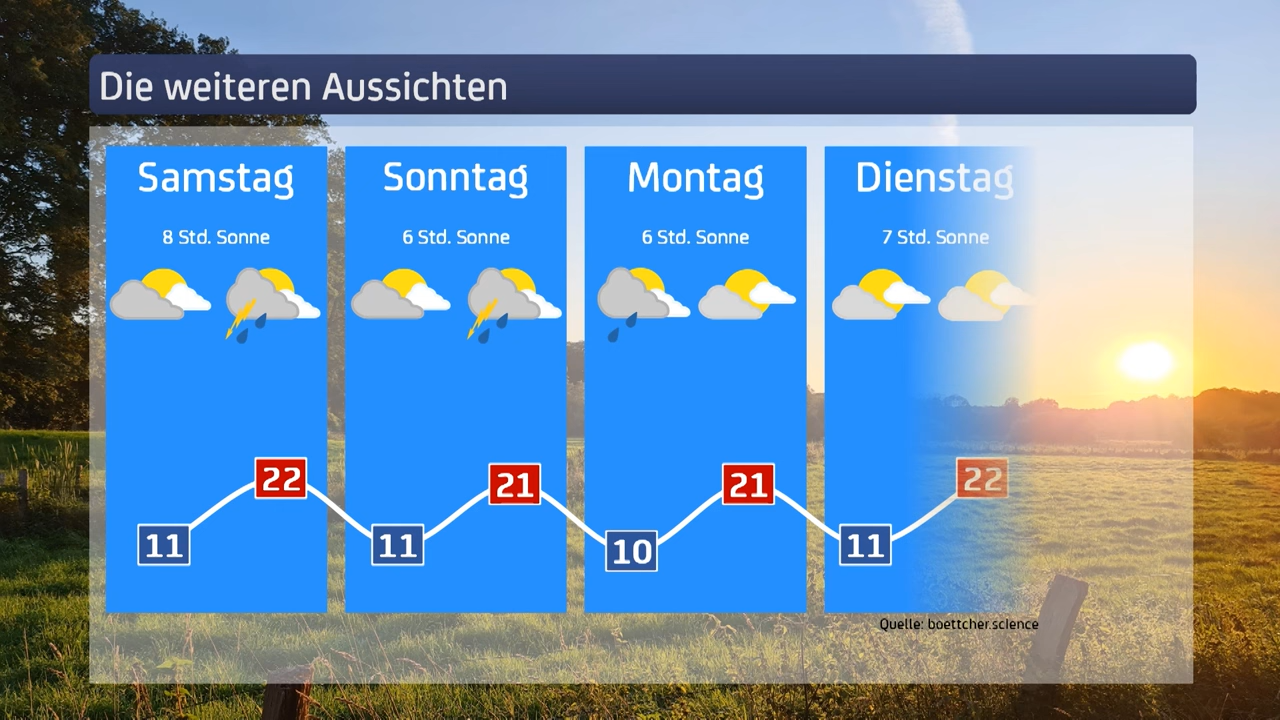 Die weiteren Aussichten
Samstag
8 Std. Sonne
11
22
Sonntag
6 Std. Sonne
11
21
Montag
6 Std. Sonne
10
21
Dienstag
7 Std. Sonne
11
22
Quelle: boettcher.science